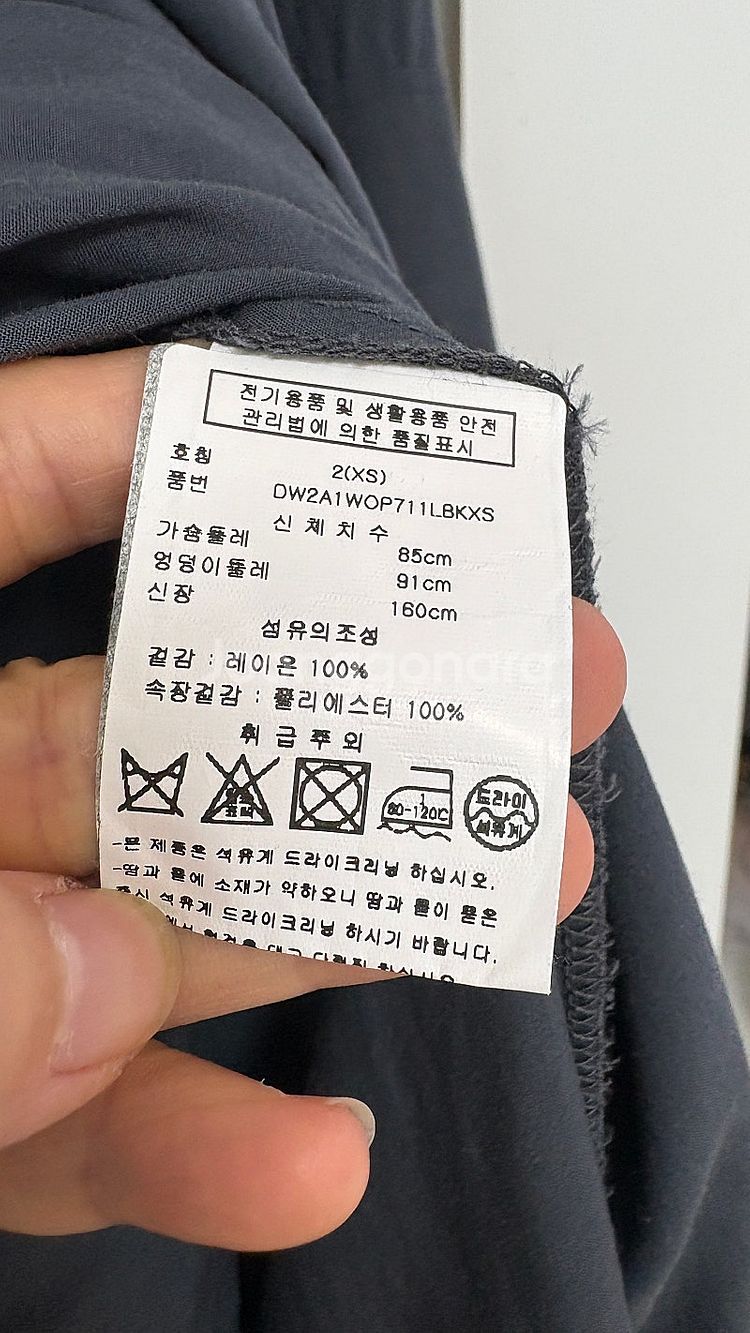 전기용품 및 생활용품 안전
관리법에 의한 품질표시
호칭 2(XS)
품번 DW2A1WOP711LBKXS
신 체 치 수
가슴둘레 85cm
엉덩이둘레 91cm
신장 160cm
섬유의조성
겉감 : 레이온 100%
속장겉감 : 폴리에스터 100%
취 급 주 의
1
80-120℃
드라이
석유계
-본 제품은 석유계 드라이크리닝 하십시오.
-땀과 물에 소재가 약하오니 땀과 물이 묻은
즉시 석유계 드라이크리닝 하시기 바랍니다.